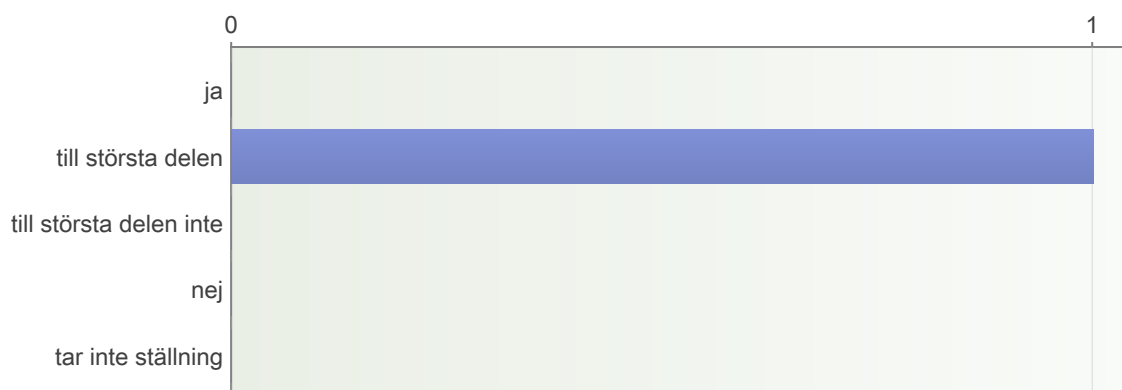 0 1
ja
till största delen
till största delen inte
nej
tar inte ställning